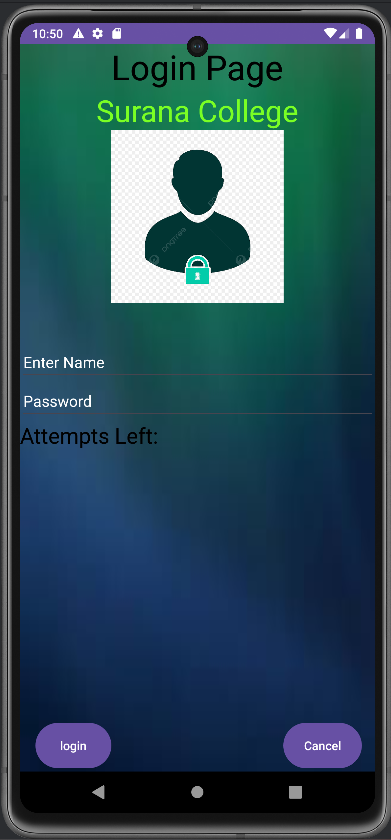 10:50
Login Page
Surana College
Enter Name
Password
Attempts Left:
login
Cancel